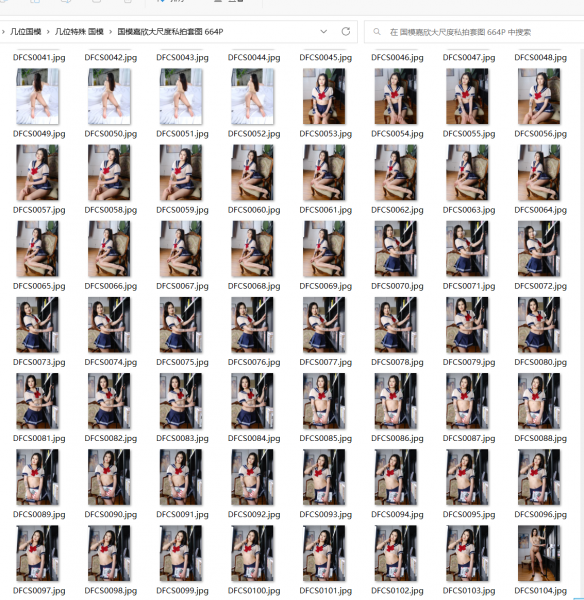 几位国模 › 几位特殊 国模 › 国模嘉欣大尺度私拍套图 664P
在 国模嘉欣大尺度私拍套图 664P 中搜索
DFCS0041.jpg DFCS0042.jpg DFCS0043.jpg DFCS0044.jpg DFCS0045.jpg DFCS0046.jpg DFCS0047.jpg DFCS0048.jpg
DFCS0049.jpg DFCS0050.jpg DFCS0051.jpg DFCS0052.jpg DFCS0053.jpg DFCS0054.jpg DFCS0055.jpg DFCS0056.jpg
DFCS0057.jpg DFCS0058.jpg DFCS0059.jpg DFCS0060.jpg DFCS0061.jpg DFCS0062.jpg DFCS0063.jpg DFCS0064.jpg
DFCS0065.jpg DFCS0066.jpg DFCS0067.jpg DFCS0068.jpg DFCS0069.jpg DFCS0070.jpg DFCS0071.jpg DFCS0072.jpg
DFCS0073.jpg DFCS0074.jpg DFCS0075.jpg DFCS0076.jpg DFCS0077.jpg DFCS0078.jpg DFCS0079.jpg DFCS0080.jpg
DFCS0081.jpg DFCS0082.jpg DFCS0083.jpg DFCS0084.jpg DFCS0085.jpg DFCS0086.jpg DFCS0087.jpg DFCS0088.jpg
DFCS0089.jpg DFCS0090.jpg DFCS0091.jpg DFCS0092.jpg DFCS0093.jpg DFCS0094.jpg DFCS0095.jpg DFCS0096.jpg
DFCS0097.jpg DFCS0098.jpg DFCS0099.jpg DFCS0100.jpg DFCS0101.jpg DFCS0102.jpg DFCS0103.jpg DFCS0104.jpg